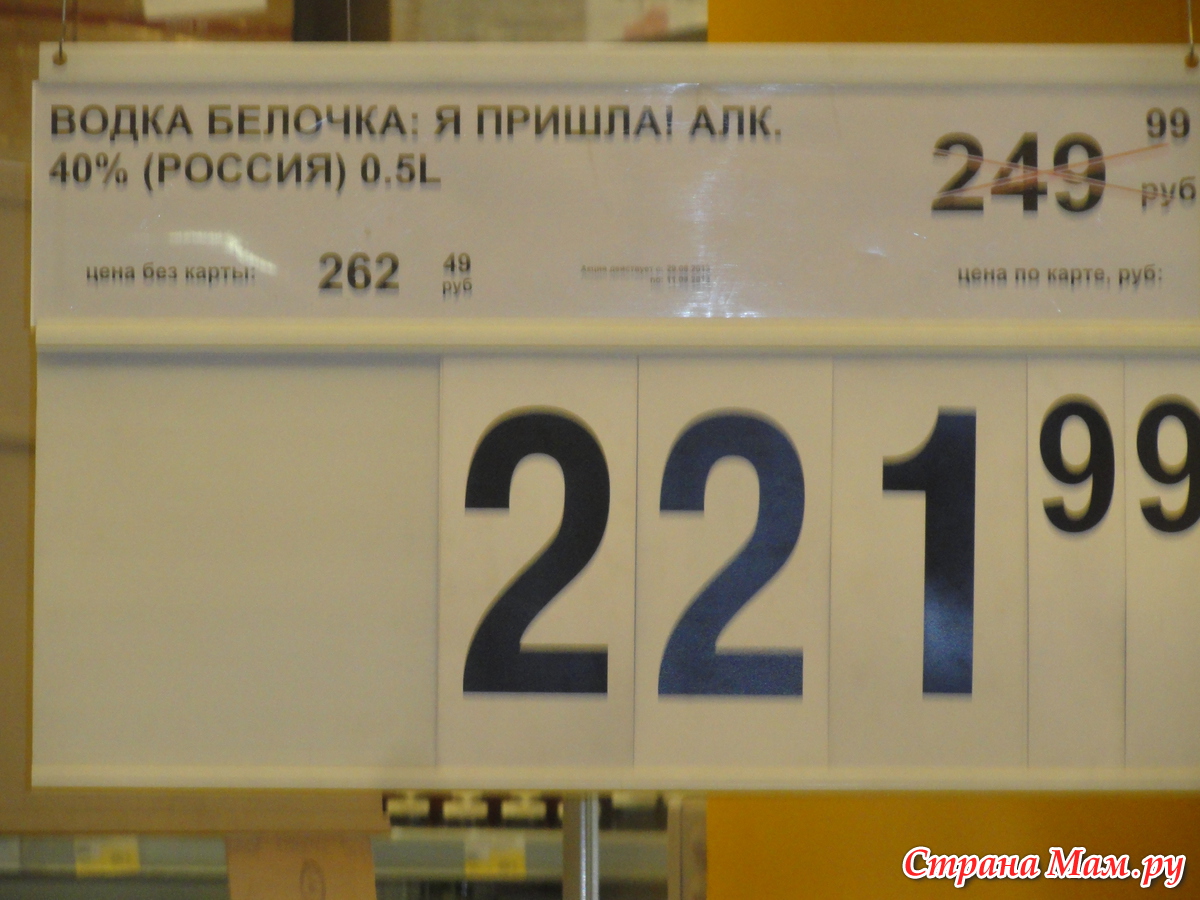 ВОДКА БЕЛОЧКА: Я ПРИШЛА! АЛК.
40% (РОССИЯ) 0.5L
249 99
руб
цена без карты: 262 49
руб
цена по карте, руб:
221 99
Страна Мам.ру